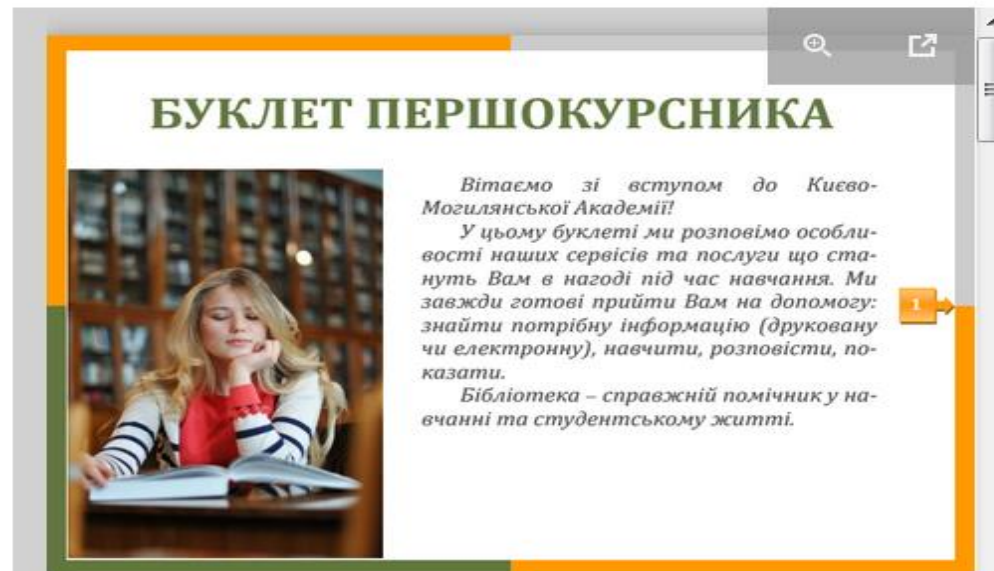 БУКЛЕТ ПЕРШОКУРСНИКА
Вітаємо зі вступом до Києво-
Могилянської Академії!
У цьому буклеті ми розповімо особли-
вості наших сервісів та послуги що ста-
нуть Вам в нагоді під час навчання. Ми
завжди готові прийти Вам на допомогу:
знайти потрібну інформацію (друковану
чи електронну), навчити, розповісти, по-
казати.
Бібліотека – справжній помічник у на-
вчанні та студентському житті.
1